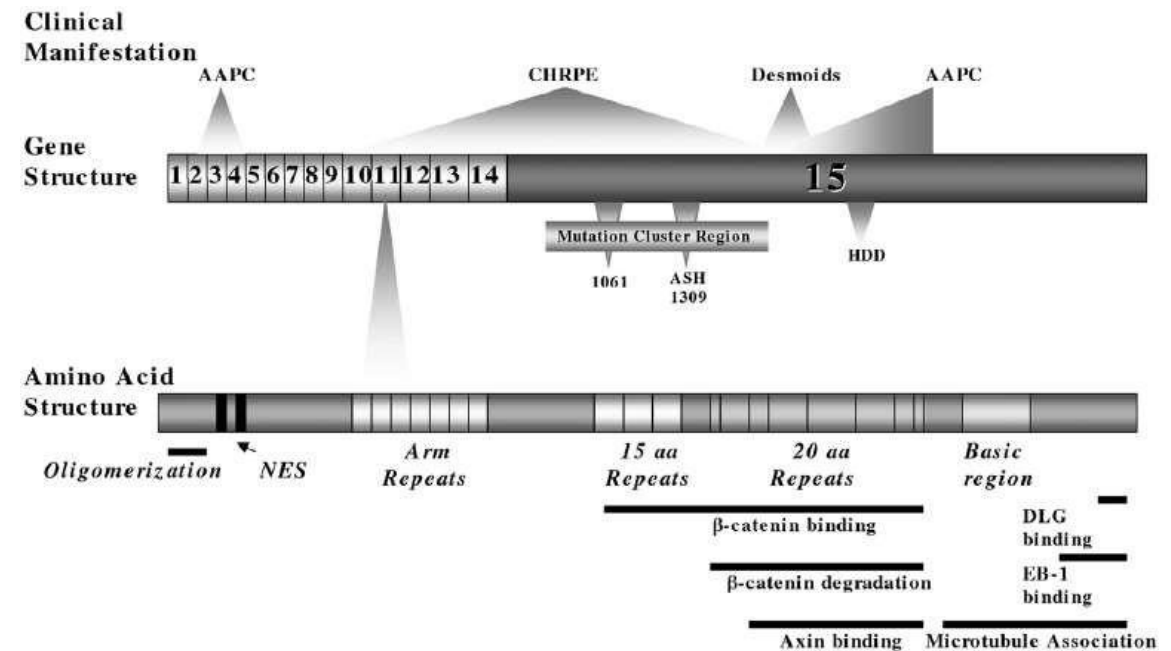 Clinical
Manifestation
AAPC
CHRPE
Desmoids
AAPC
Gene
Structure
1 2 3 4 5 6 7 8 9 10 11 12 13 14 15
Mutation Cluster Region
1061
ASH
1309
HDD
Amino Acid
Structure
Oligomerization
NES
Arm
Repeats
15 aa
Repeats
20 aa
Repeats
Basic
region
β-catenin binding
DLG
binding
β-catenin degradation
EB-1
binding
Axin binding
Microtubule Association